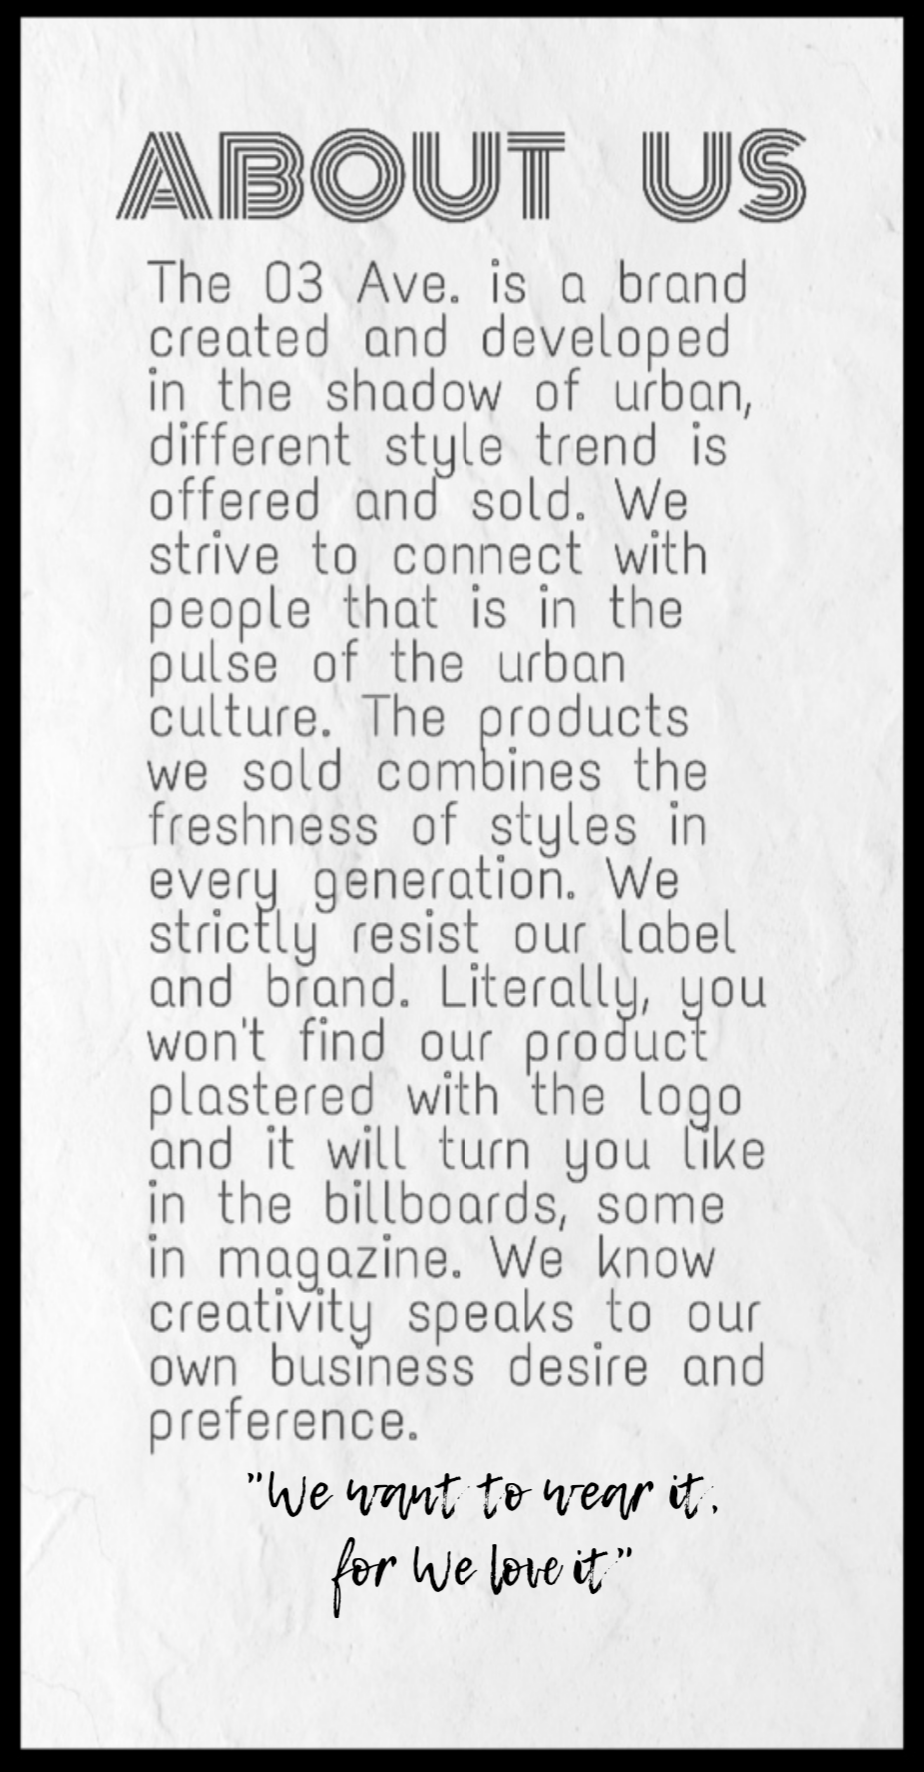 ABOUT US
The 03 Ave. is a brand
created and developed
in the shadow of urban,
different style trend is
offered and sold. We
strive to connect with
people that is in the
pulse of the urban
culture. The products
we sold combines the
freshness of styles in
every generation. We
strictly resist our label
and brand. Literally, you
won't find our product
plastered with the logo
and it will turn you like
in the billboards, some
in magazine. We know
creativity speaks to our
own business desire and
preference.
"We want to wear it,
for We love it"